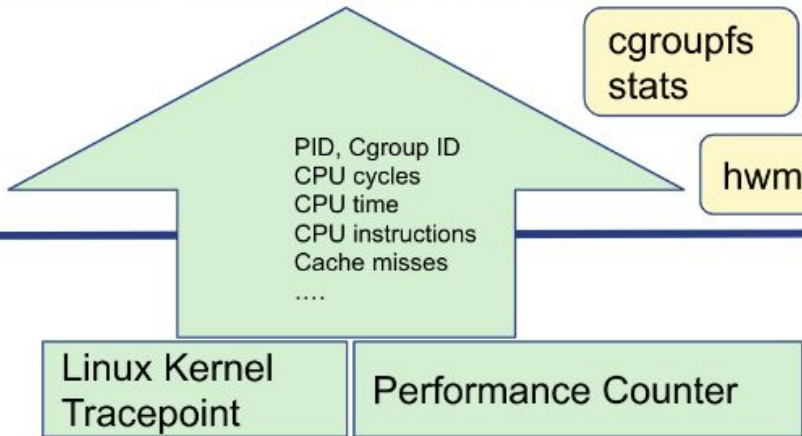 cgroupfs
stats
PID, Cgroup ID
CPU cycles
CPU time
CPU instructions
Cache misses
....
hwm
Linux Kernel
Tracepoint
Performance Counter